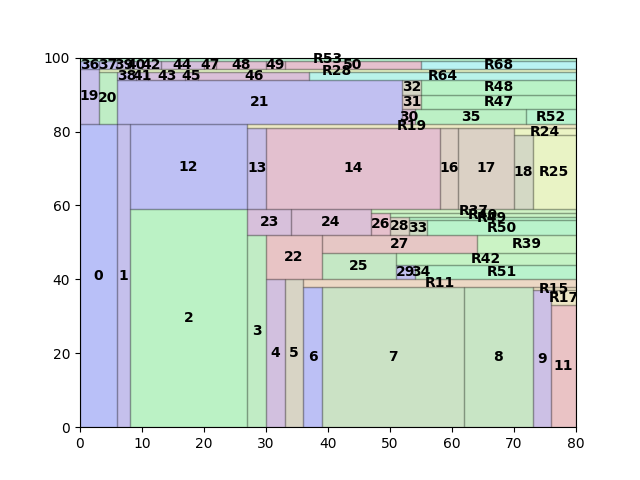 100
R53
36 37 39 40 42 44 47 48 49 50 R68
R28
38 41 43 45 46 R64
19 20 21 32 R48
31 R47
30 35 R52
80
R19 R24
12 13 14 16 17 18 R25
60
R37
R49
23 24 26 28 33 R50
27 R39
22 25 R42
29 34 R51
40
0 1 R11
R15
R17
2 3 4 5 6 7 8 9 11
20
0
0 10 20 30 40 50 60 70 80